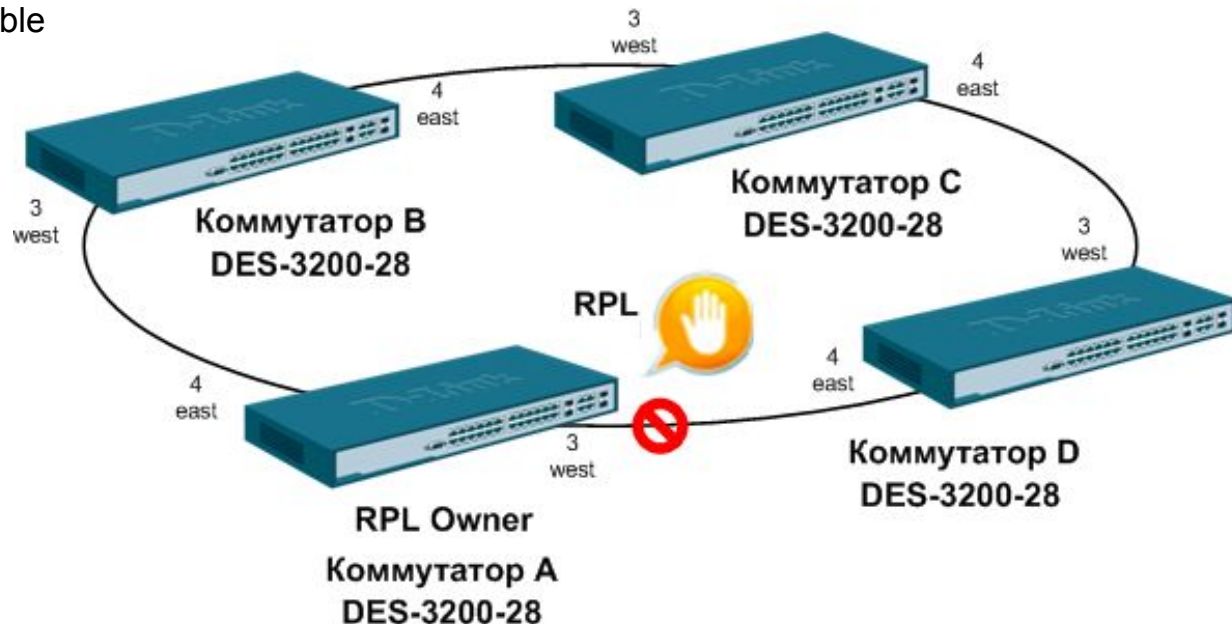 ble
3
west
4
east
4
east
3
west
Коммутатор B
DES-3200-28
Коммутатор C
DES-3200-28
3
west
RPL
4
east
4
east
3
west
RPL Owner
Коммутатор A
DES-3200-28
Коммутатор D
DES-3200-28